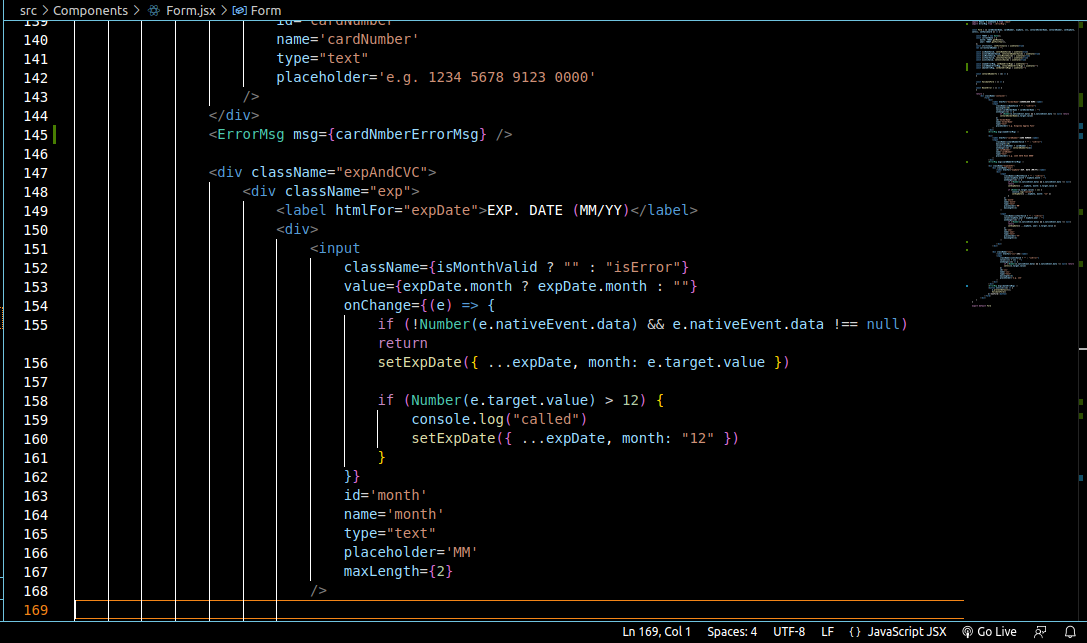 src > Components > Form.jsx > Form
139 id='cardNumber'
140 name='cardNumber'
141 type="text"
142 placeholder='e.g. 1234 5678 9123 0000'
143 />
144 </div>
145 <ErrorMsg msg={cardNmberErrorMsg} />
146
147 <div className="expAndCVC">
148 <div className="exp">
149 <label htmlFor="expDate">EXP. DATE (MM/YY)</label>
150 <div>
151 <input
152 className={isMonthValid ? "" : "isError"}
153 value={expDate.month ? expDate.month : ""}
154 onChange={(e) => {
155 if (!Number(e.nativeEvent.data) && e.nativeEvent.data !== null)
return
156 setExpDate({ ...expDate, month: e.target.value })
157
158 if (Number(e.target.value) > 12) {
159 console.log("called")
160 setExpDate({ ...expDate, month: "12" })
161 }
162 }}
163 id='month'
164 name='month'
165 type="text"
166 placeholder='MM'
167 maxLength={2}
168 />
169
Ln 169, Col 1 Spaces: 4 UTF-8 LF {} JavaScript JSX Go Live